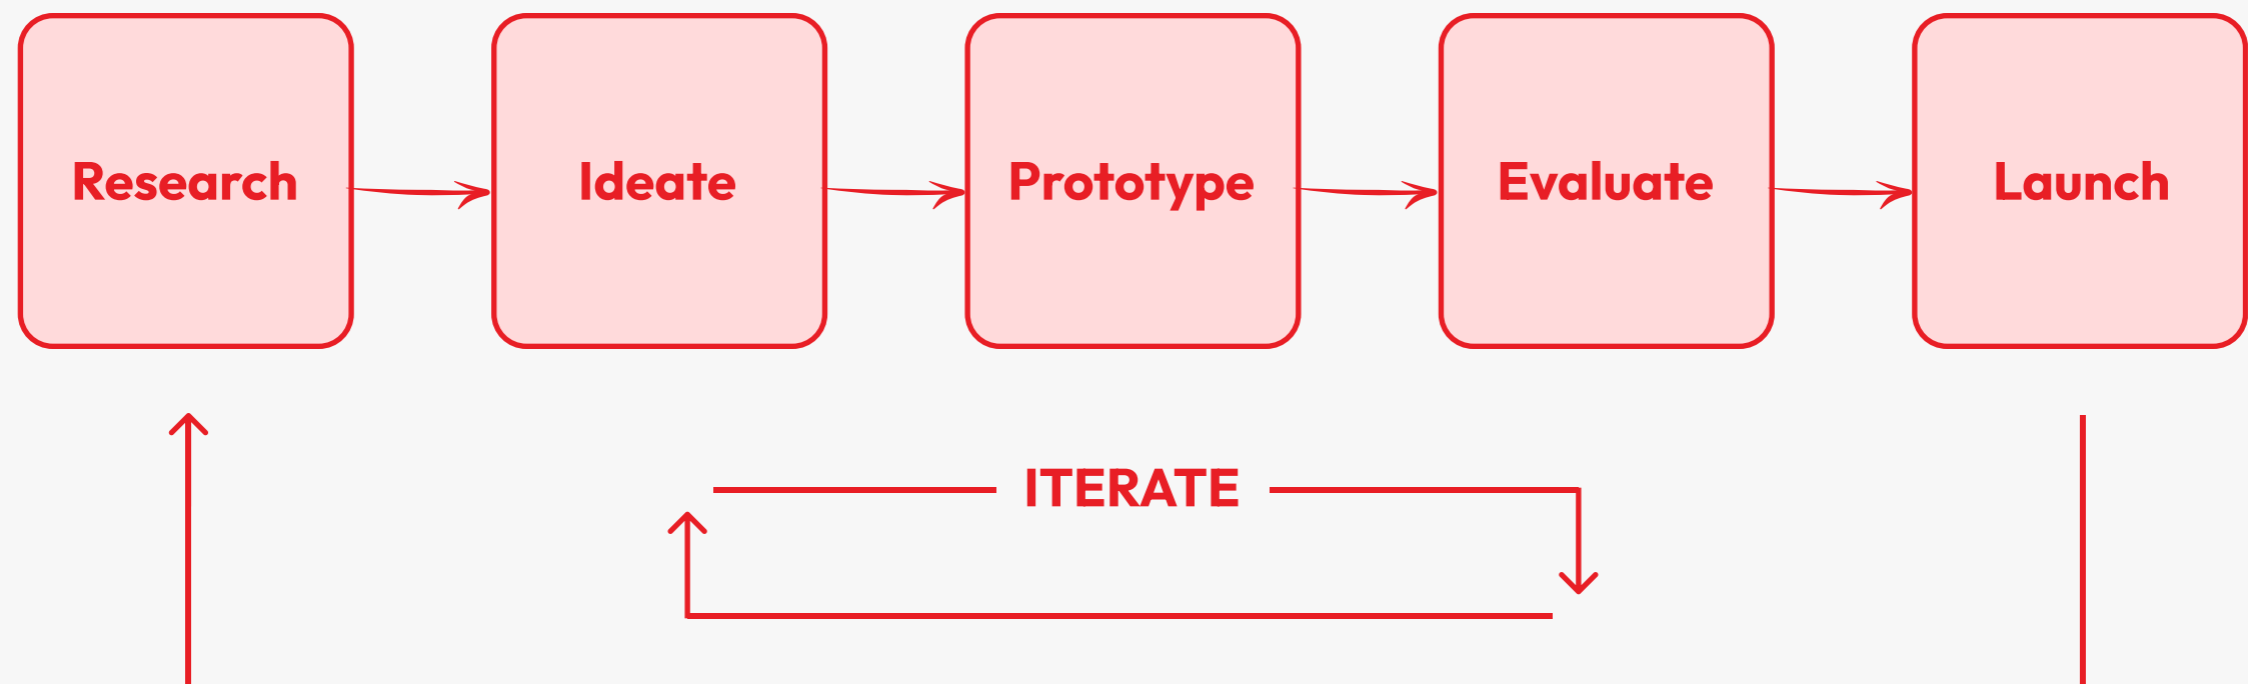 Research
Ideate
Prototype
Evaluate
Launch
ITERATE